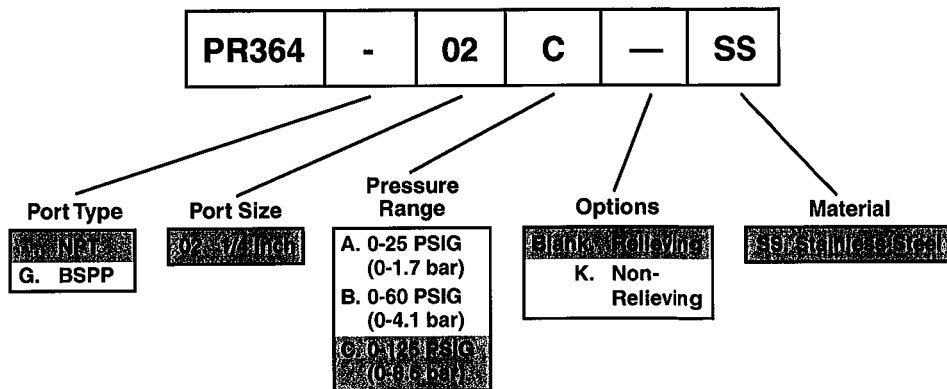 PR364 - 02 C — SS
Port Type
NPT
G. BSPP
Port Size
02 1/4 Inch
Pressure
Range
A. 0-25 PSIG
(0-1.7 bar)
B. 0-60 PSIG
(0-4.1 bar)
C. 0-125 PSIG
(0-8.6 bar)
Options
Blank Relieving
K. Non-
Relieving
Material
SS Stainless Steel